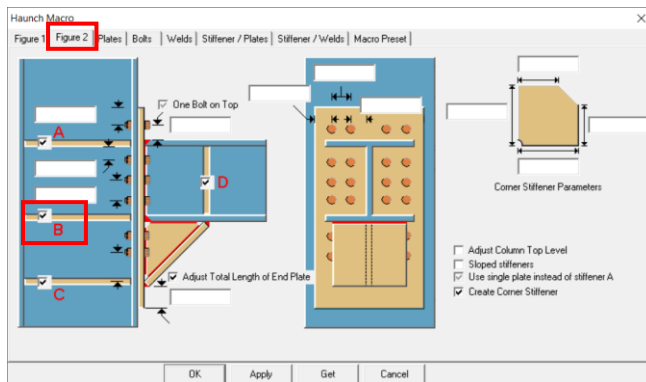 Haunch Macro
Figure 1 Figure 2 Plates Bolts Welds Stiffener / Plates Stiffener / Welds Macro Preset
One Bolt on Top
A
D
B
C
Adjust Total Length of End Plate
Corner Stiffener Parameters
Adjust Column Top Level
Sloped stiffeners
Use single plate instead of stiffener A
Create Corner Stiffener
OK Apply Get Cancel